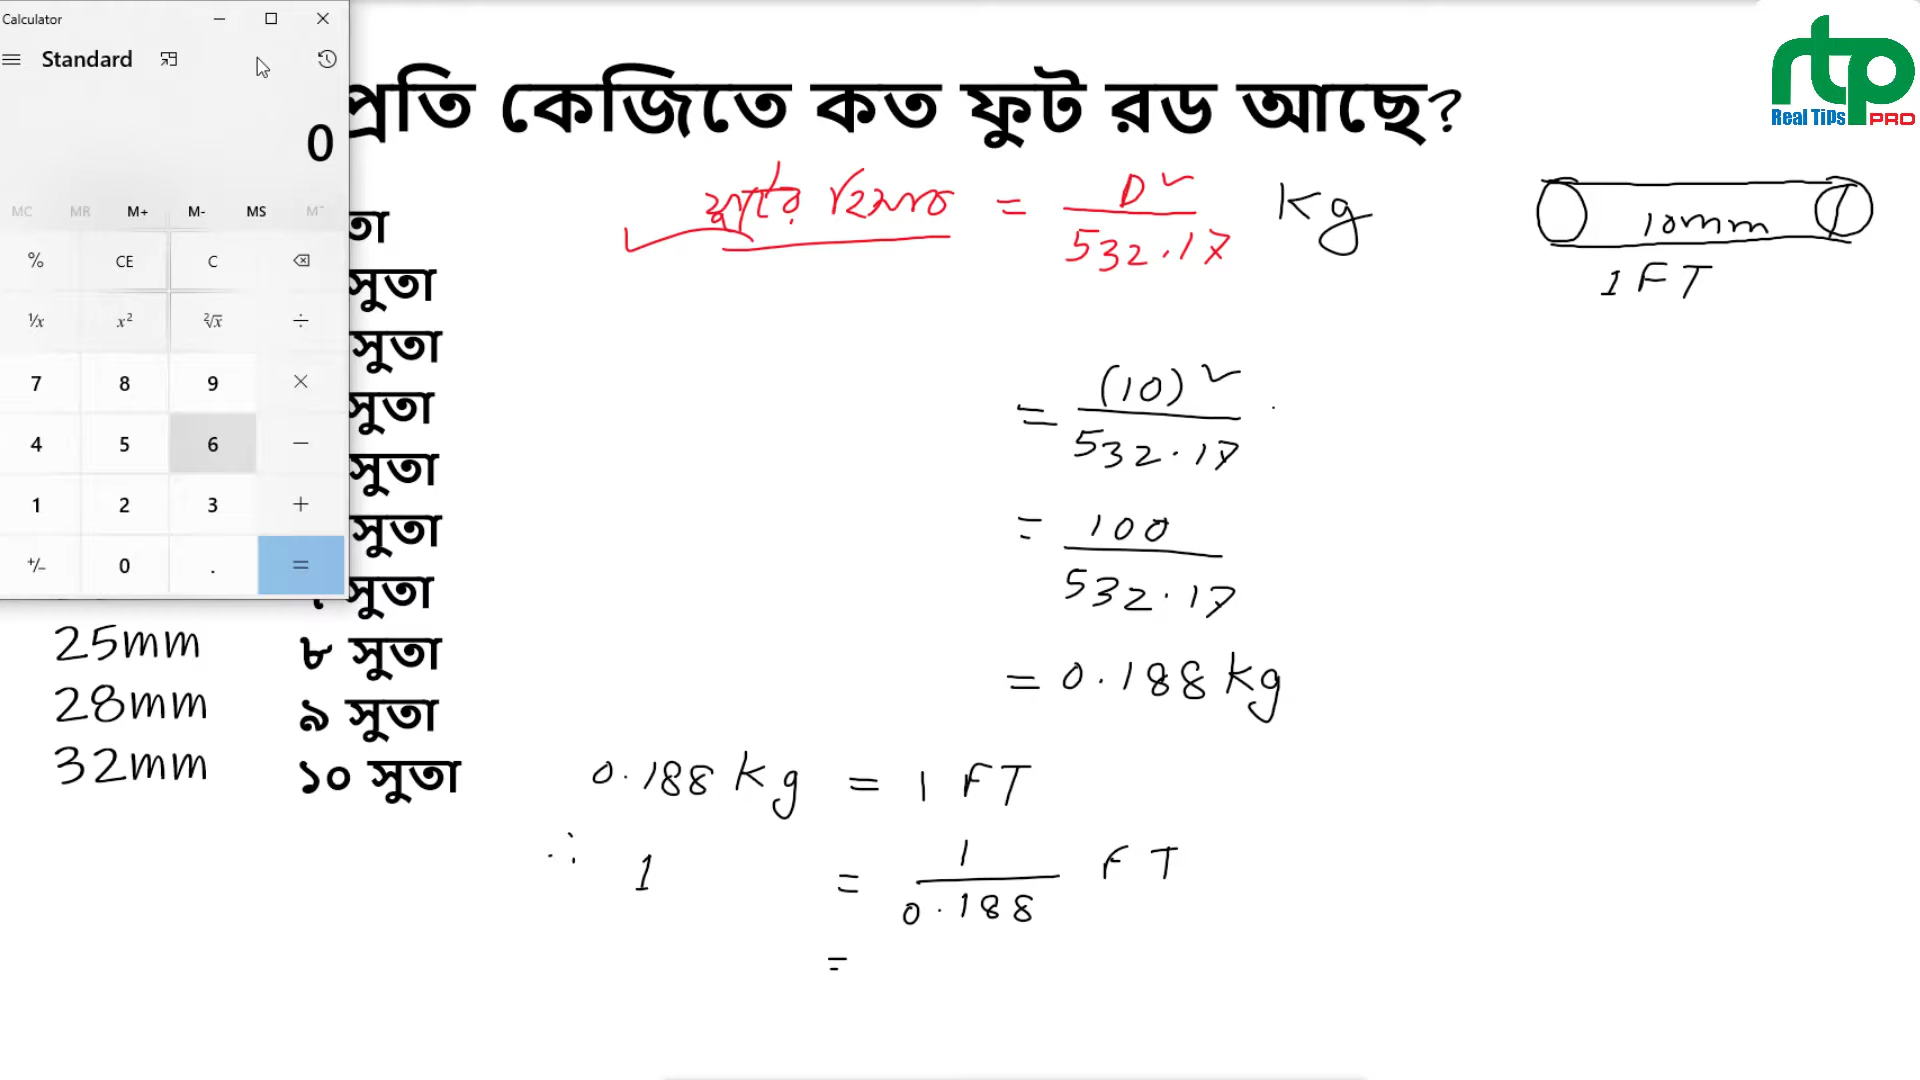 Calculator
Standard
0
MC MR M+ M- MS M˅
% CE C
¹/x x² ²√x ÷
7 8 9 ×
4 5 6 −
1 2 3 +
+/− 0 . =
প্রতি কেজিতে কত ফুট রড আছে?
rtp
Real Tips PRO
= D² / 532.17 Kg
10mm
1 FT
= (10)² / 532.17
= 100 / 532.17
= 0.188 kg
তা
সুতা
সুতা
সুতা
সুতা
সুতা
সুতা
25mm ৮ সুতা
28mm ৯ সুতা
32mm ১০ সুতা
0.188 kg = 1 FT
∴ 1 = 1 / 0.188 FT
=